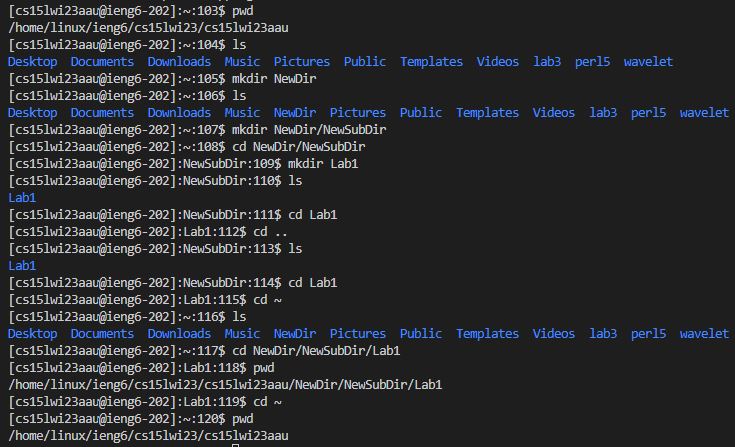 [cs15lwi23aau@ieng6-202]:~:103$ pwd
/home/linux/ieng6/cs15lwi23/cs15lwi23aau
[cs15lwi23aau@ieng6-202]:~:104$ ls
Desktop  Documents  Downloads  Music  Pictures  Public  Templates  Videos  lab3  perl5  wavelet
[cs15lwi23aau@ieng6-202]:~:105$ mkdir NewDir
[cs15lwi23aau@ieng6-202]:~:106$ ls
Desktop  Documents  Downloads  Music  NewDir  Pictures  Public  Templates  Videos  lab3  perl5  wavelet
[cs15lwi23aau@ieng6-202]:~:107$ mkdir NewDir/NewSubDir
[cs15lwi23aau@ieng6-202]:~:108$ cd NewDir/NewSubDir
[cs15lwi23aau@ieng6-202]:NewSubDir:109$ mkdir Lab1
[cs15lwi23aau@ieng6-202]:NewSubDir:110$ ls
Lab1
[cs15lwi23aau@ieng6-202]:NewSubDir:111$ cd Lab1
[cs15lwi23aau@ieng6-202]:Lab1:112$ cd ..
[cs15lwi23aau@ieng6-202]:NewSubDir:113$ ls
Lab1
[cs15lwi23aau@ieng6-202]:NewSubDir:114$ cd Lab1
[cs15lwi23aau@ieng6-202]:Lab1:115$ cd ~
[cs15lwi23aau@ieng6-202]:~:116$ ls
Desktop  Documents  Downloads  Music  NewDir  Pictures  Public  Templates  Videos  lab3  perl5  wavelet
[cs15lwi23aau@ieng6-202]:~:117$ cd NewDir/NewSubDir/Lab1
[cs15lwi23aau@ieng6-202]:Lab1:118$ pwd
/home/linux/ieng6/cs15lwi23/cs15lwi23aau/NewDir/NewSubDir/Lab1
[cs15lwi23aau@ieng6-202]:Lab1:119$ cd ~
[cs15lwi23aau@ieng6-202]:~:120$ pwd
/home/linux/ieng6/cs15lwi23/cs15lwi23aau